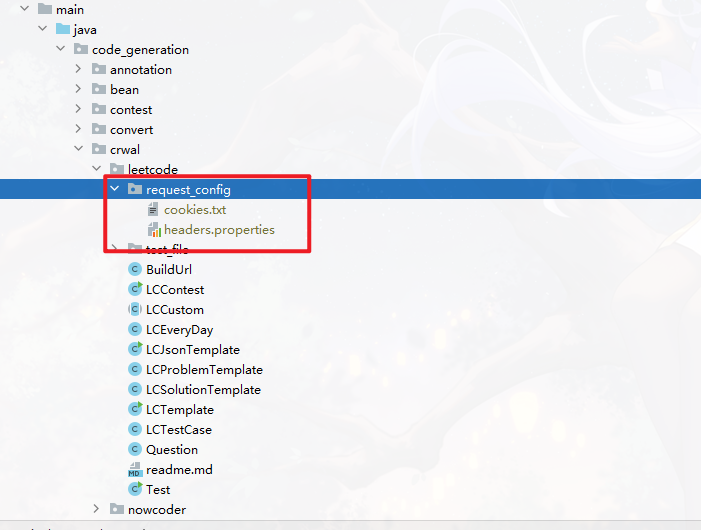 main
java
code_generation
annotation
bean
contest
convert
crwal
leetcode
request_config
cookies.txt
headers.properties
test_file
BuildUrl
LCContest
LCCustom
LCEveryDay
LCJsonTemplate
LCProblemTemplate
LCSolutionTemplate
LCTemplate
LCTestCase
Question
readme.md
Test
nowcoder